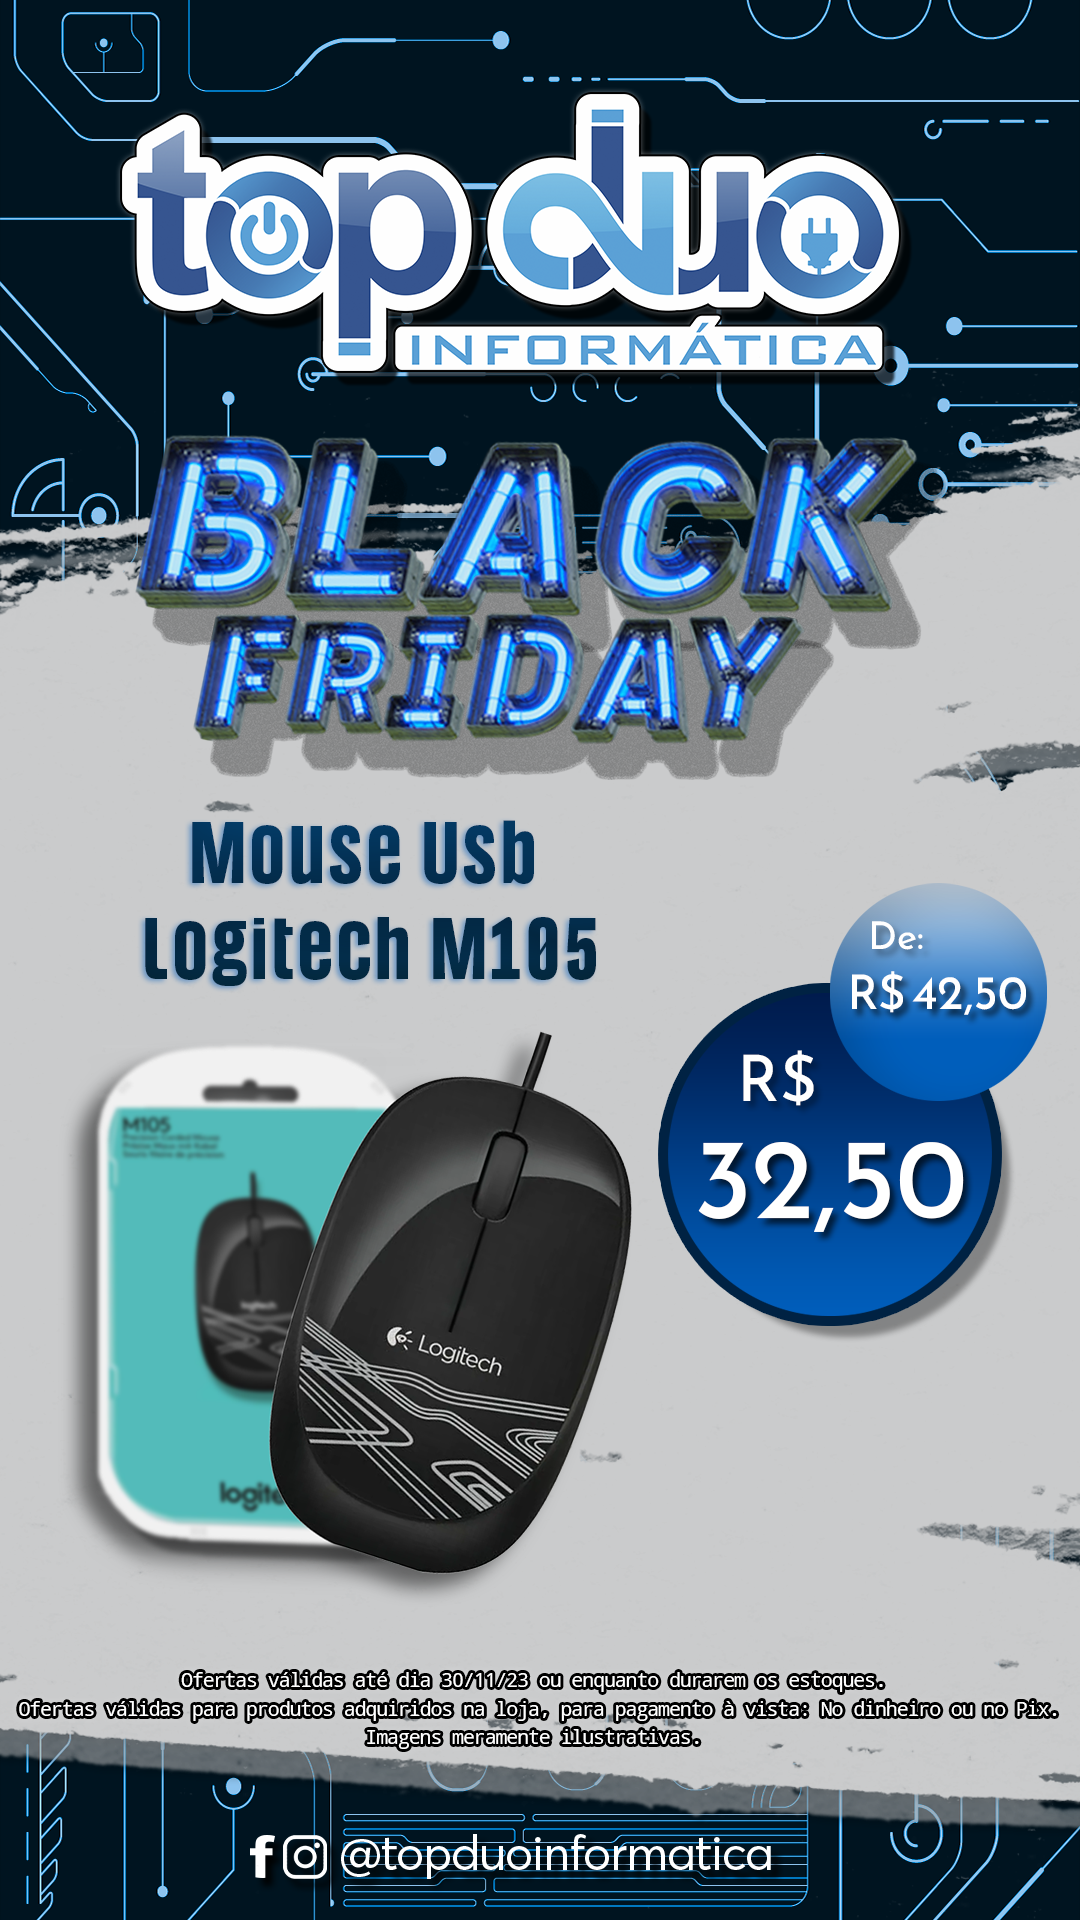 top duo
INFORMÁTICA
BLACK
FRIDAY
Mouse Usb
Logitech M105
De:
R$ 42,50
R$
32,50
M105
Logitech
logitech
logite
Ofertas válidas até dia 30/11/23 ou enquanto durarem os estoques.
Ofertas válidas para produtos adquiridos na loja, para pagamento à vista: No dinheiro ou no Pix.
Imagens meramente ilustrativas.
@topduoinformatica